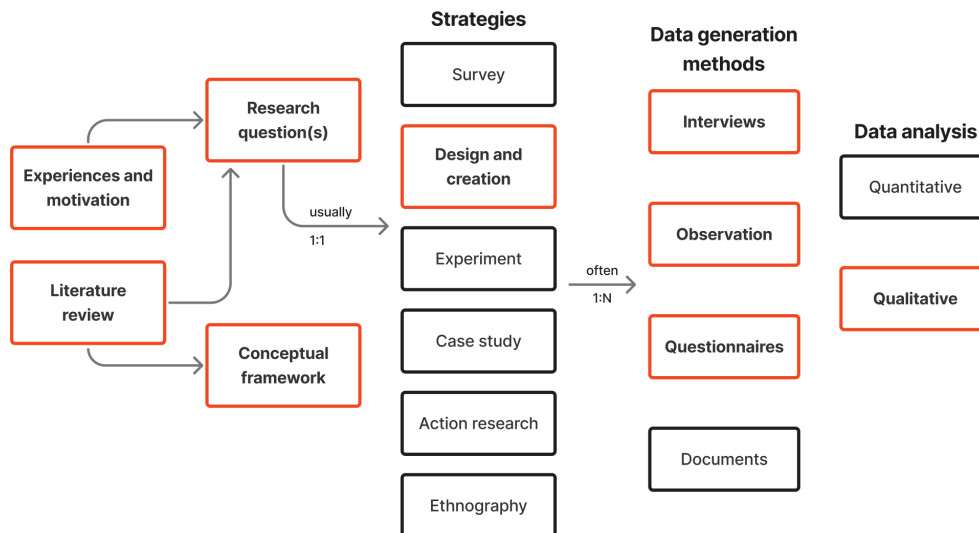 Strategies
Survey
Design and
creation
Experiment
Case study
Action research
Ethnography
Data generation
methods
Interviews
Observation
Questionnaires
Documents
Data analysis
Quantitative
Qualitative
Research
question(s)
Experiences and
motivation
Literature
review
Conceptual
framework
usually
1:1
often
1:N